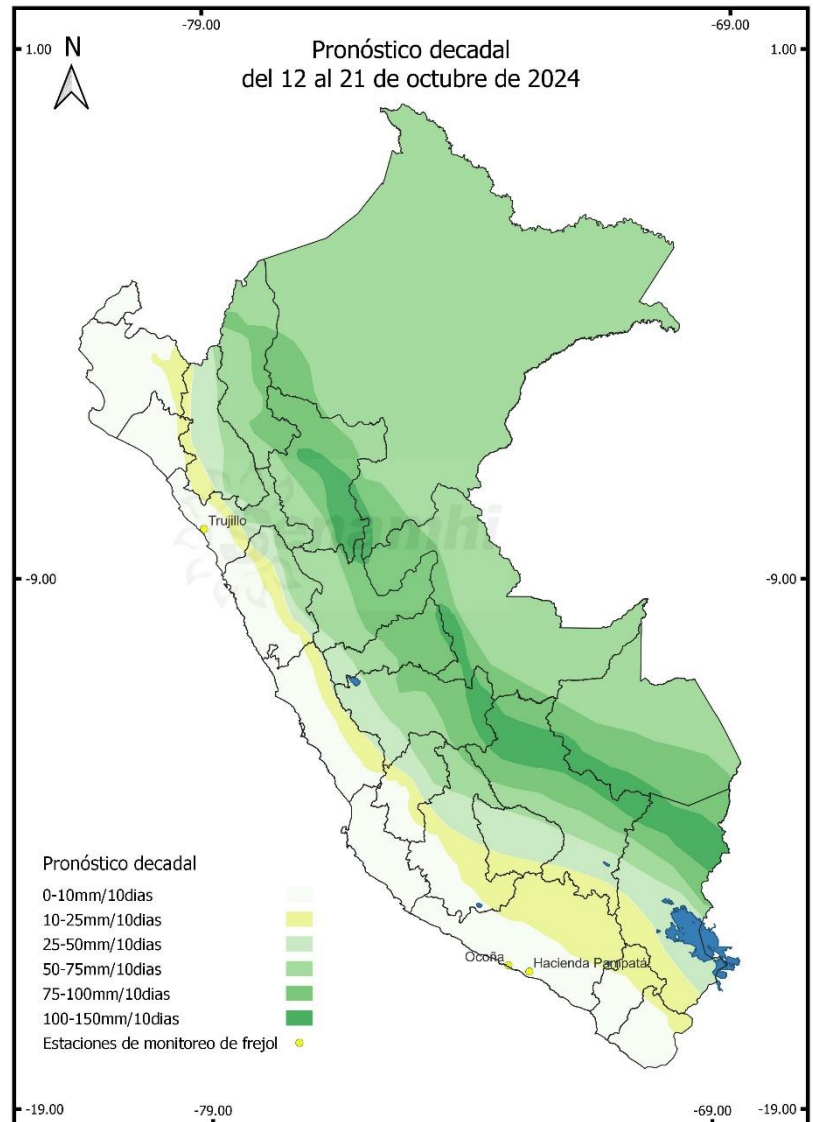 -79.00
-69.00
1.00
1.00
N
Pronóstico decadal
del 12 al 21 de octubre de 2024
Trujillo
Senamhi
-9.00
-9.00
Pronóstico decadal
0-10mm/10dias
10-25mm/10dias
25-50mm/10dias
50-75mm/10dias
75-100mm/10dias
100-150mm/10dias
Estaciones de monitoreo de frejol
Ocoña
Hacienda Pampata
-19.00
-19.00
-79.00
-69.00